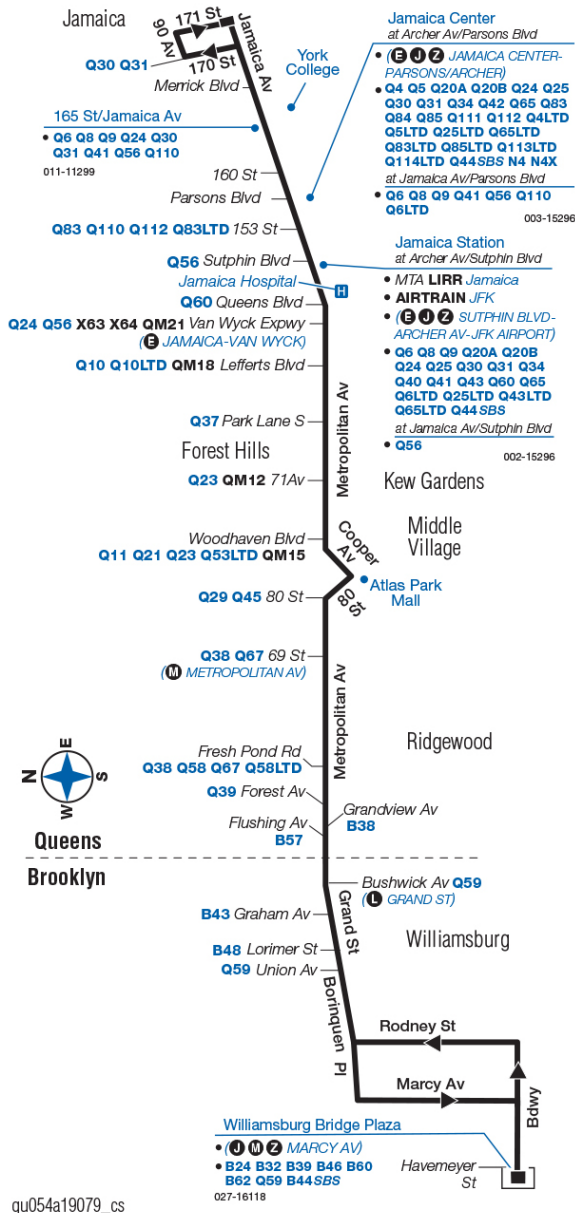 Jamaica
171 St
90 Av
170 St
Jamaica Av
Q30 Q31
Merrick Blvd
York
College
165 St/Jamaica Av
• Q6 Q8 Q9 Q24 Q30
Q31 Q41 Q56 Q110
011-11299
160 St
Parsons Blvd
Q83 Q110 Q112 Q83LTD 153 St
Q56 Sutphin Blvd
Jamaica Hospital
H
Q60 Queens Blvd
Q24 Q56 X63 X64 QM21 Van Wyck Expwy
(E JAMAICA-VAN WYCK)
Q10 Q10LTD QM18 Lefferts Blvd
Q37 Park Lane S
Metropolitan Av
Forest Hills
Q23 QM12 71Av
Kew Gardens
Jamaica Center
at Archer Av/Parsons Blvd
• (E J Z JAMAICA CENTER-
PARSONS/ARCHER)
• Q4 Q5 Q20A Q20B Q24 Q25
Q30 Q31 Q34 Q42 Q65 Q83
Q84 Q85 Q111 Q112 Q4LTD
Q5LTD Q25LTD Q65LTD
Q83LTD Q85LTD Q113LTD
Q114LTD Q44SBS N4 N4X
at Jamaica Av/Parsons Blvd
• Q6 Q8 Q9 Q41 Q56 Q110
Q6LTD
003-15296
Jamaica Station
at Archer Av/Sutphin Blvd
• MTA LIRR Jamaica
• AIRTRAIN JFK
• (E J Z SUTPHIN BLVD-
ARCHER AV-JFK AIRPORT)
• Q6 Q8 Q9 Q20A Q20B
Q24 Q25 Q30 Q31 Q34
Q40 Q41 Q43 Q60 Q65
Q6LTD Q25LTD Q43LTD
Q65LTD Q44SBS
at Jamaica Av/Sutphin Blvd
• Q56
002-15296
Woodhaven Blvd
Q11 Q21 Q23 Q53LTD QM15
Cooper
Av
Middle
Village
Atlas Park
Mall
80 St
Q29 Q45 80 St
Q38 Q67 69 St
(M METROPOLITAN AV)
Metropolitan Av
Ridgewood
Fresh Pond Rd
Q38 Q58 Q67 Q58LTD
Q39 Forest Av
Grandview Av
B38
Flushing Av
B57
N
E
S
W
Queens
Brooklyn
Bushwick Av Q59
(L GRAND ST)
B43 Graham Av
Grand St
Williamsburg
B48 Lorimer St
Q59 Union Av
Borinquen Pl
Rodney St
Marcy Av
Bdwy
Williamsburg Bridge Plaza
• (J M Z MARCY AV)
• B24 B32 B39 B46 B60
B62 Q59 B44SBS
027-16118
Havemeyer
St
qu054a19079_cs